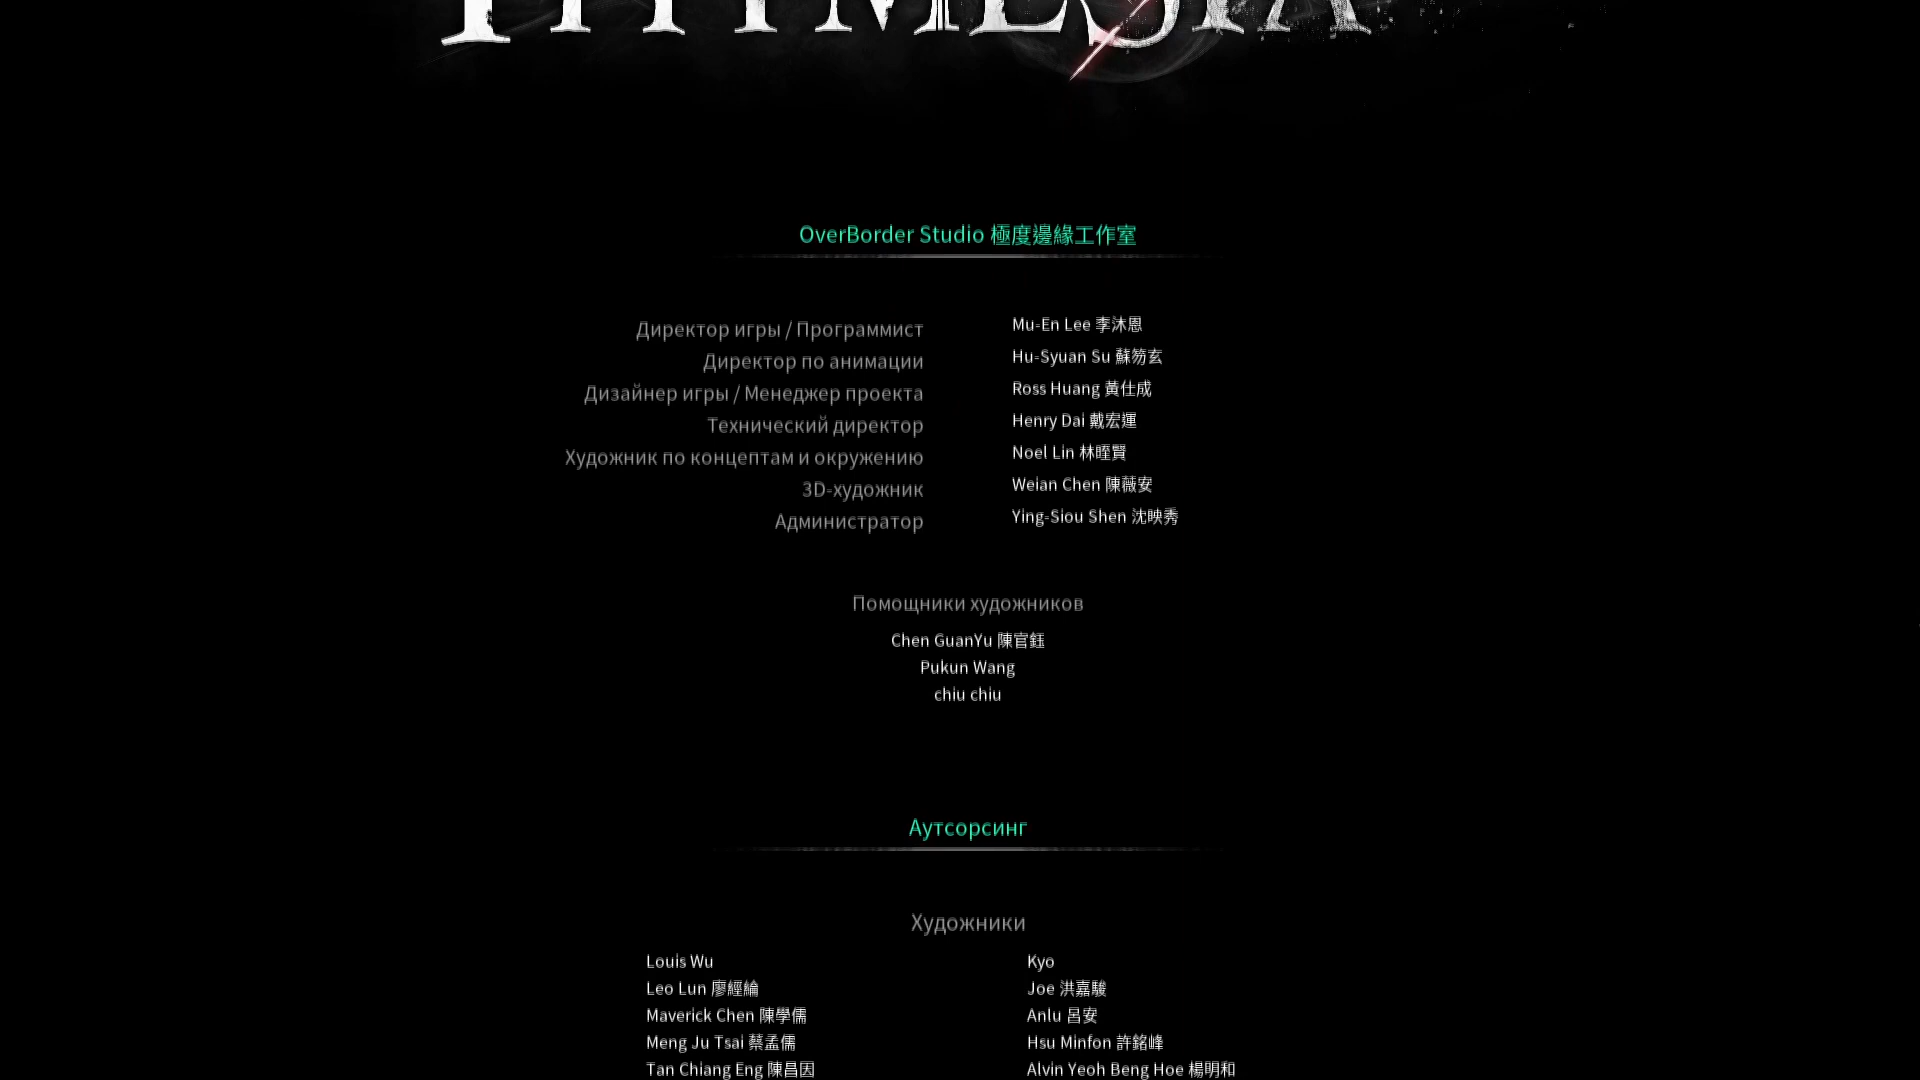 THYMESIA
OverBorder Studio 極度邊緣工作室
Директор игры / Программист Mu-En Lee 李沐恩
Директор по анимации Hu-Syuan Su 蘇笏玄
Дизайнер игры / Менеджер проекта Ross Huang 黃仕成
Технический директор Henry Dai 戴宏運
Художник по концептам и окружению Noel Lin 林晊賢
3D-художник Weian Chen 陳薇安
Администратор Ying-Siou Shen 沈映秀
Помощники художников
Chen GuanYu 陳官鈺
Pukun Wang
chiu chiu
Аутсорсинг
Художники
Louis Wu Kyo
Leo Lun 廖經綸 Joe 洪嘉駿
Maverick Chen 陳學儒 Anlu 呂安
Meng Ju Tsai 蔡孟儒 Hsu Minfon 許銘峰
Tan Chiang Eng 陳昌因 Alvin Yeoh Beng Hoe 楊明和